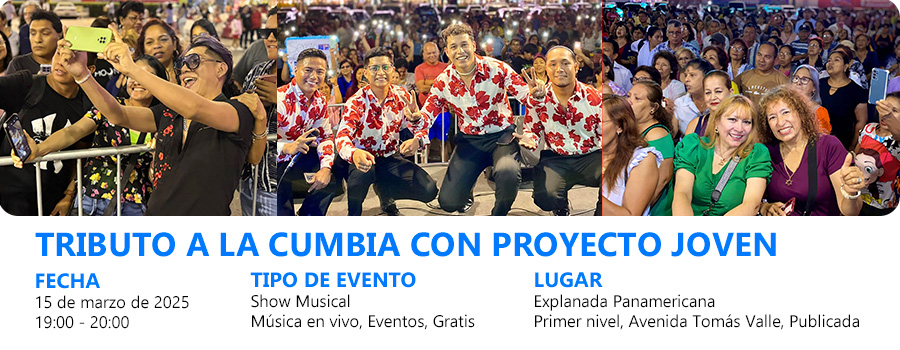 TRIBUTO A LA CUMBIA CON PROYECTO JOVEN
FECHA
15 de marzo de 2025
19:00 - 20:00
TIPO DE EVENTO
Show Musical
Música en vivo, Eventos, Gratis
LUGAR
Explanada Panamericana
Primer nivel, Avenida Tomás Valle, Publicada